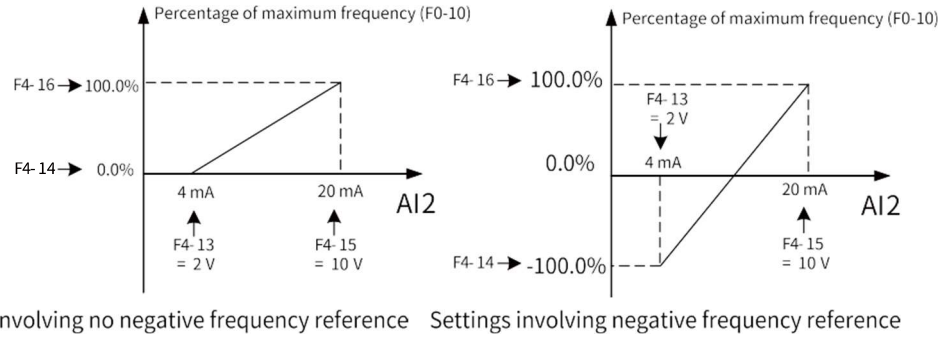 Percentage of maximum frequency (F0-10)
F4-16 100.0%
F4-14 0.0%
4 mA
20 mA
AI2
F4-13
= 2 V
F4-15
= 10 V
nvolving no negative frequency reference
Percentage of maximum frequency (F0-10)
F4-16 100.0%
F4-13
= 2 V
0.0%
4 mA
20 mA
AI2
F4-15
= 10 V
F4-14 -100.0%
Settings involving negative frequency reference